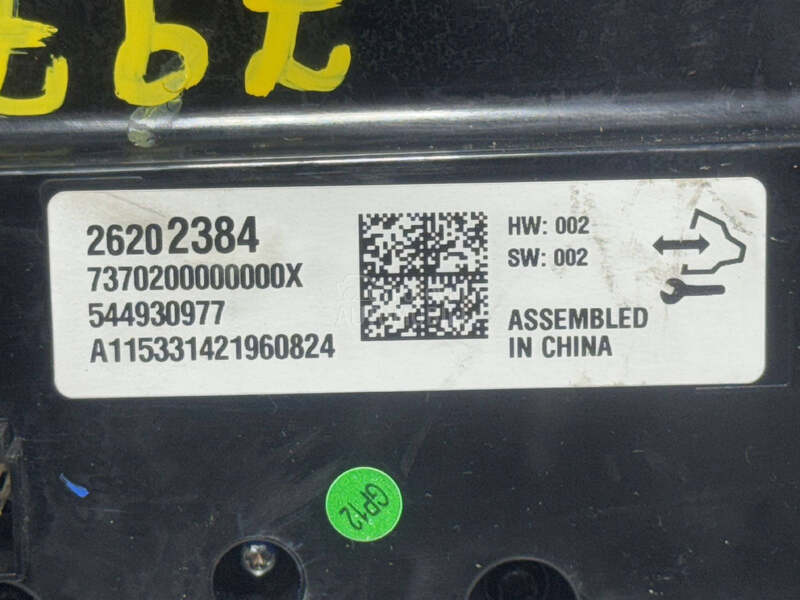 26202384
7370200000000X
544930977
A115331421960824
HW: 002
SW: 002
ASSEMBLED
IN CHINA
GP12